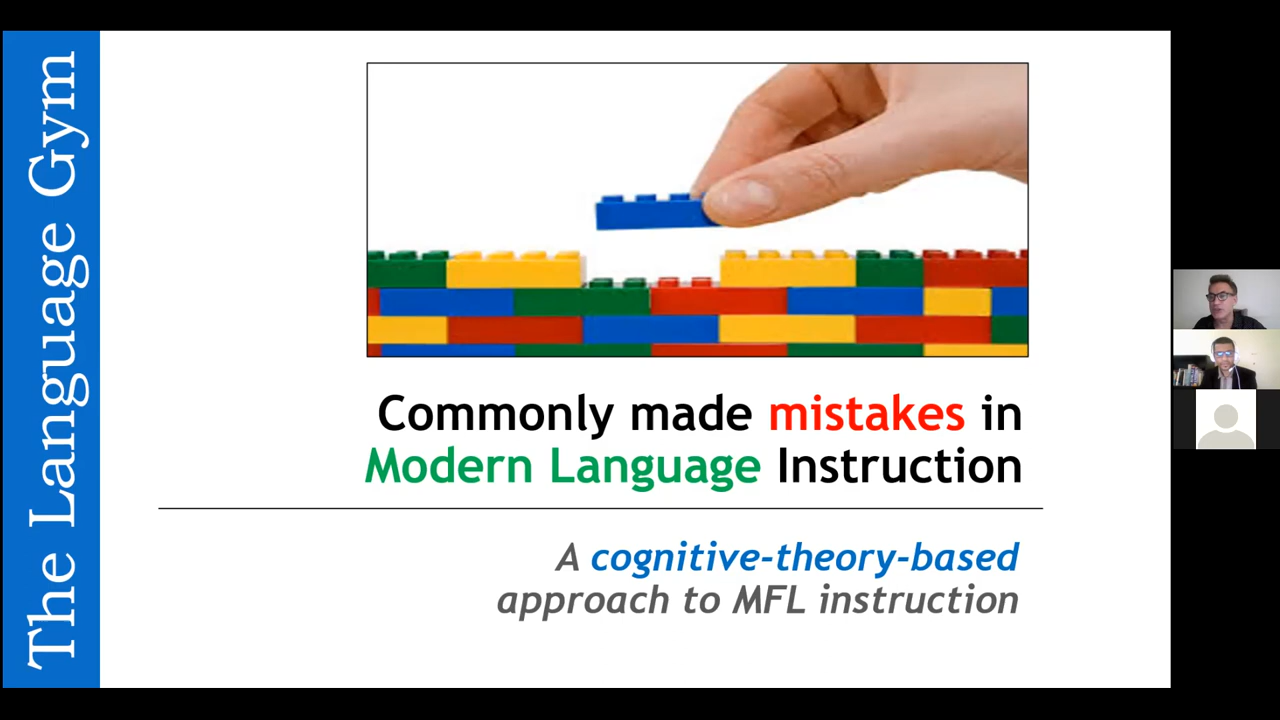 The Language Gym
Commonly made mistakes in
Modern Language Instruction
A cognitive-theory-based
approach to MFL instruction